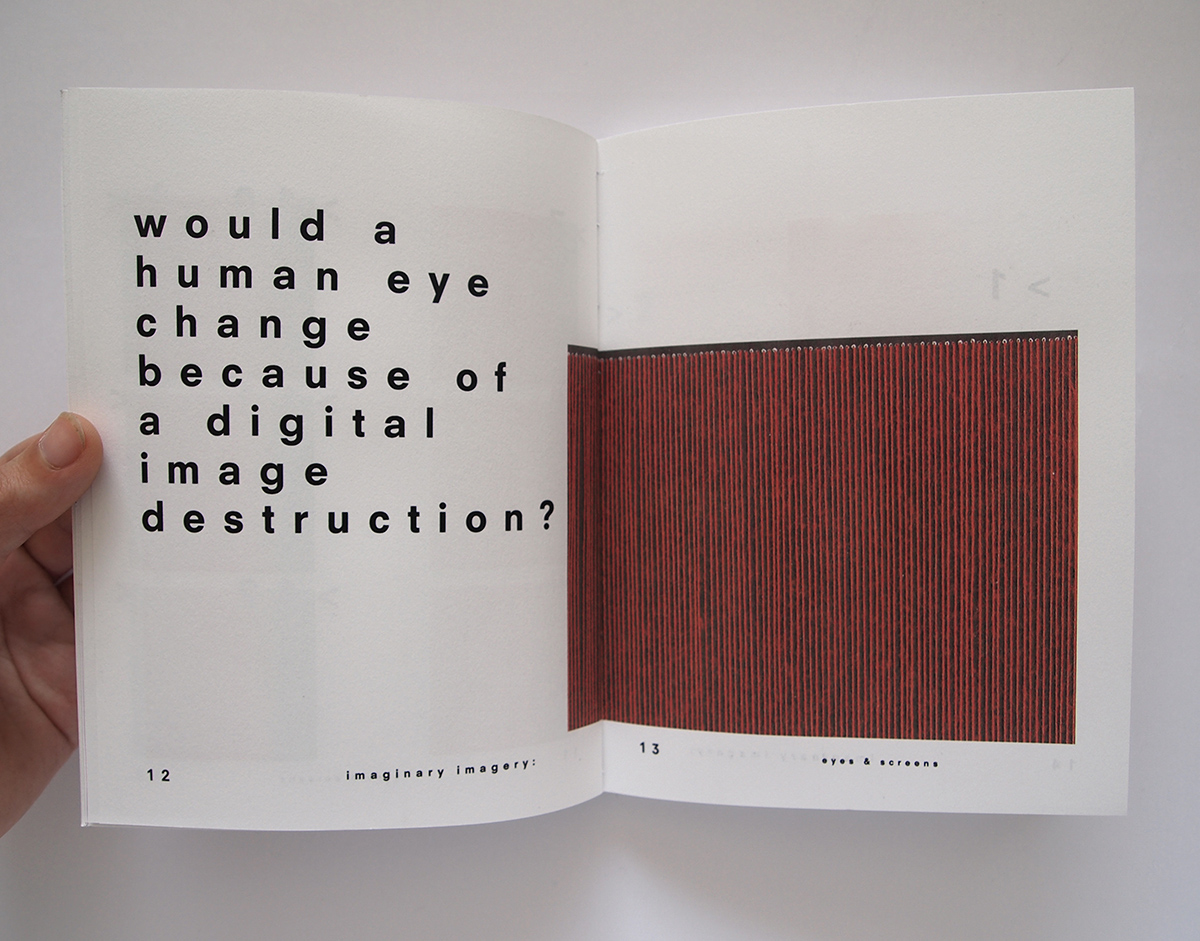 would a
human eye
change
because of
a digital
image
destruction?
12
imaginary imagery:
13
eyes & screens